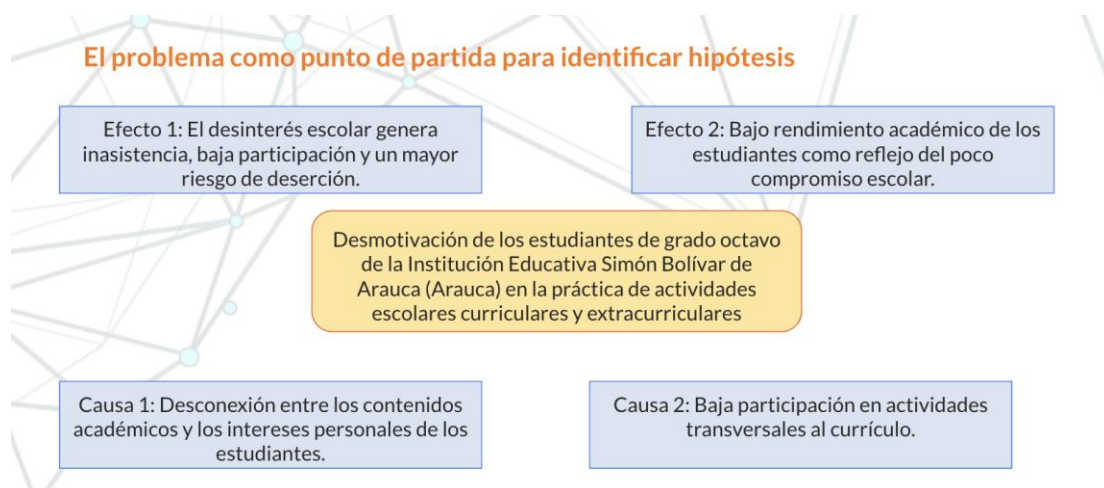 El problema como punto de partida para identificar hipótesis
Efecto 1: El desinterés escolar genera
inasistencia, baja participación y un mayor
riesgo de deserción.
Efecto 2: Bajo rendimiento académico de los
estudiantes como reflejo del poco
compromiso escolar.
Desmotivación de los estudiantes de grado octavo
de la Institución Educativa Simón Bolívar de
Arauca (Arauca) en la práctica de actividades
escolares curriculares y extracurriculares
Causa 1: Desconexión entre los contenidos
académicos y los intereses personales de los
estudiantes.
Causa 2: Baja participación en actividades
transversales al currículo.